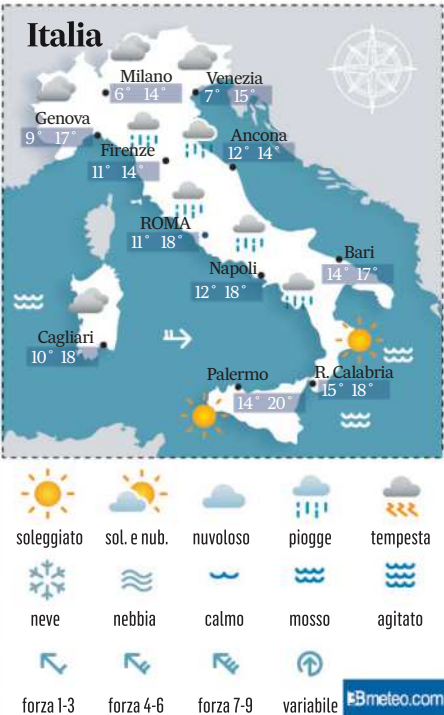 Italia
Milano
6° 14°
Venezia
7° 15°
Genova
9° 17°
Firenze
11° 14°
Ancona
12° 14°
ROMA
11° 18°
Bari
14° 17°
Napoli
12° 18°
Cagliari
10° 18°
Palermo
14° 20°
R. Calabria
15° 18°
soleggiato sol. e nub. nuvoloso piogge tempesta
neve nebbia calmo mosso agitato
forza 1-3 forza 4-6 forza 7-9 variabile
3Bmeteo.com